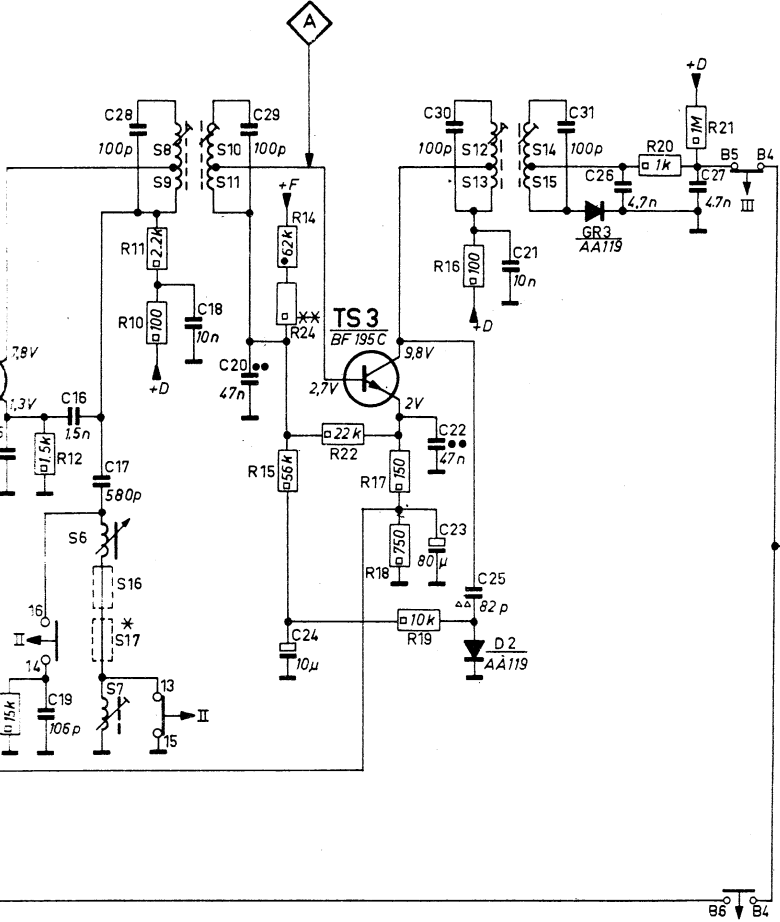 A
+D
C28
C29
C30
C31
1M
R21
S8
S10
S12
S14
R20
B5
B4
100p
100p
100p
100p
1k
S9
S11
S13
S15
C26
C27
+F
4,7n
4.7n
III
R14
R11
2.2k
62k
GR3
AA119
R16
100
C21
10n
R10
100
C18
10n
R24
**
TS3
BF 195C
+D
7,8V
9,8V
+D
C20
47n
2,7V
1,3V
C16
2V
1.5n
C22
1.5k
R12
22k
47n
R22
C17
R15
56k
R17
150
580p
S6
C23
750
80µ
R18
S16
C25
82p
16
*
S17
10k
C24
R19
II
D2
14
10µ
AA119
S7
13
C19
II
15k
106p
15
B6
B4